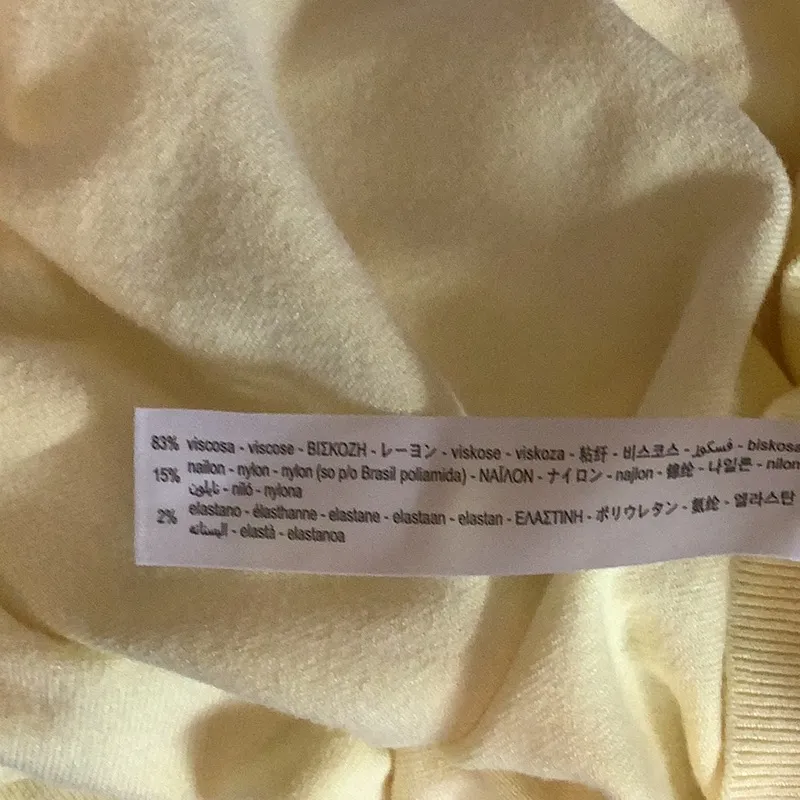 83% viscosa - viscose - ΒΙΣΚΟΖΗ - レーヨン - viskose - viskoza - 粘纤 - 비스코스 - فسكوز - biskosa
15% nailon - nylon - nylon (so p/o Brasil poliamida) - ΝΑΪΛΟΝ - ナイロン - najlon - 锦纶 - 나일론 - nilon
نايلون - niló - nylona
2% elastano - élasthanne - elastane - elastaan - elastan - ΕΛΑΣΤΙΝΗ - ポリウレタン - 氨纶 - 엘라스탄
اليستانه - elastà - elastanoa